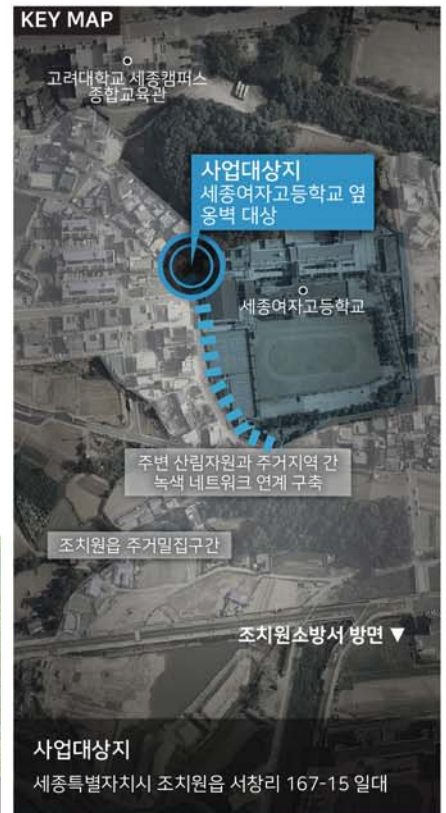 KEY MAP
고려대학교 세종캠퍼스
종합교육관
사업대상지
세종여자고등학교 옆
옹벽 대상
세종여자고등학교
주변 산림자원과 주거지역 간
녹색 네트워크 연계 구축
조치원읍 주거밀집구간
조치원소방서 방면 ▼
사업대상지
세종특별자치시 조치원읍 서창리 167-15 일대